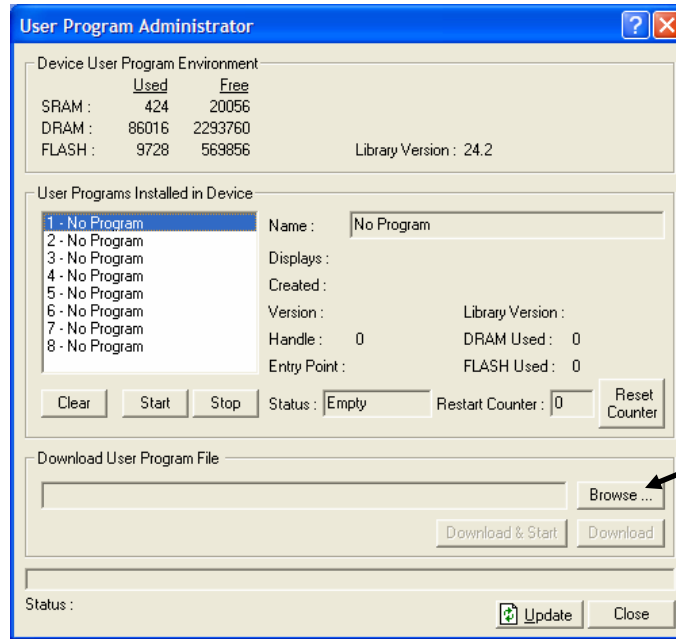 User Program Administrator
Device User Program Environment
Used Free
SRAM : 424 20056
DRAM : 86016 2293760
FLASH : 9728 569856 Library Version : 24.2
User Programs Installed in Device
1 - No Program
2 - No Program
3 - No Program
4 - No Program
5 - No Program
6 - No Program
7 - No Program
8 - No Program
Name : No Program
Displays :
Created :
Version : Library Version :
Handle : 0 DRAM Used : 0
Entry Point : FLASH Used : 0
Clear Start Stop Status : Empty Restart Counter : 0 Reset Counter
Download User Program File
Browse ...
Download & Start Download
Status :
Update Close